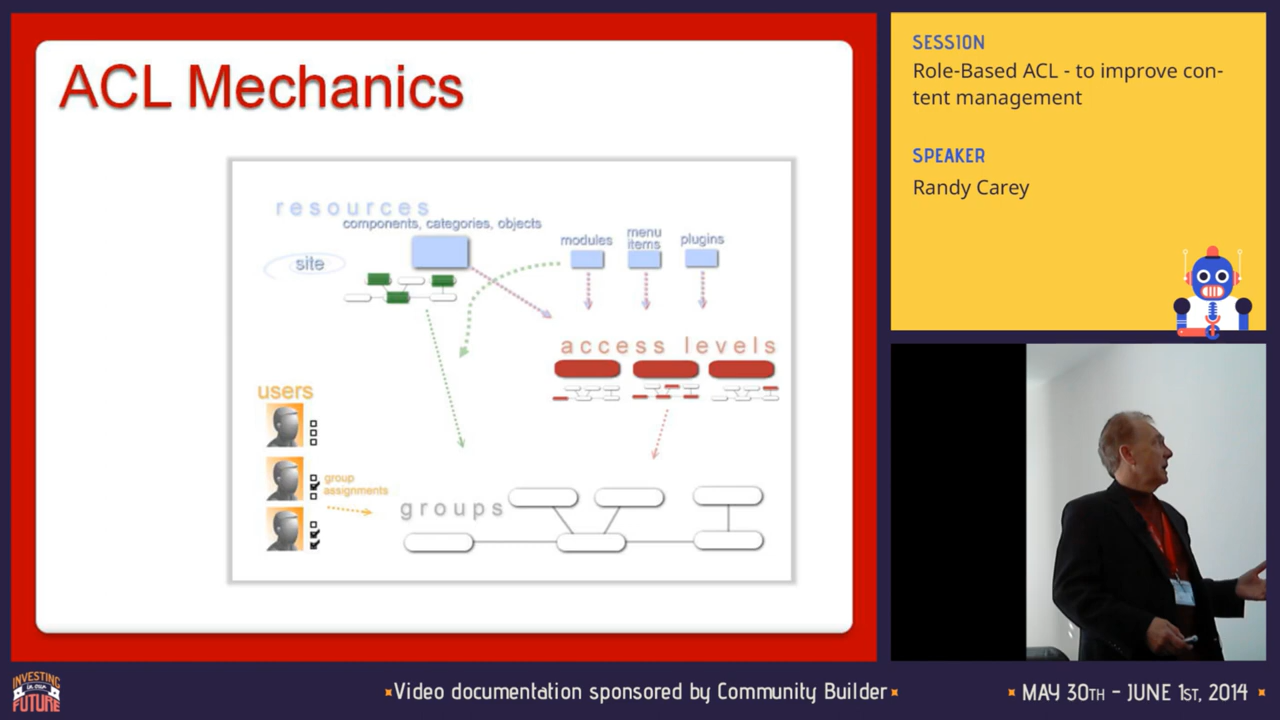 ACL Mechanics
resources
components, categories, objects
site
modules
menu
items
plugins
access levels
users
group
assignments
groups
SESSION
Role-Based ACL - to improve con-
tent management
SPEAKER
Randy Carey
INVESTING
IN OUR
FUTURE
Video documentation sponsored by Community Builder
MAY 30TH - JUNE 1ST, 2014